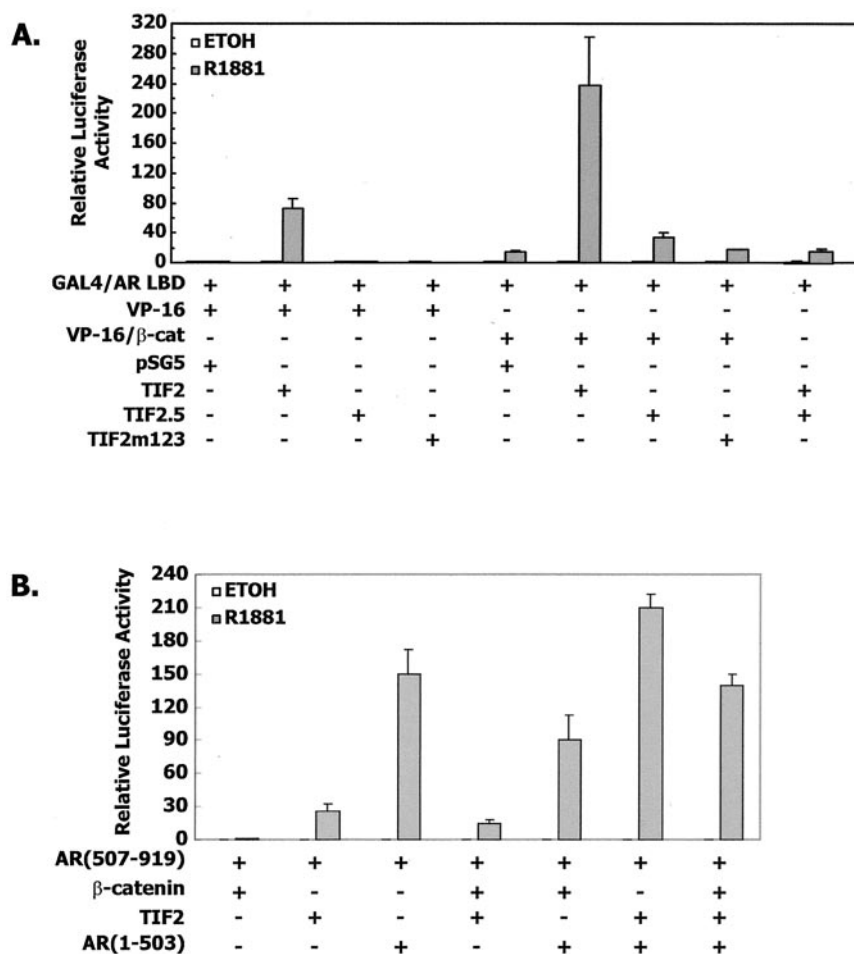 A.
Relative Luciferase
Activity
320
280
240
200
160
120
80
40
0
ETOH
R1881
GAL4/AR LBD + + + + + + + + +
VP-16 + + + + - - - - -
VP-16/β-cat - - - - + + + + -
pSG5 + - - - + - - - -
TIF2 - + - - - + - - +
TIF2.5 - - + - - - + - +
TIF2m123 - - - + - - - + -
B.
Relative Luciferase Activity
240
210
180
150
120
90
60
30
0
ETOH
R1881
AR(507-919) + + + + + + +
β-catenin + - - + + - +
TIF2 - + - + - + +
AR(1-503) - - + - + + +